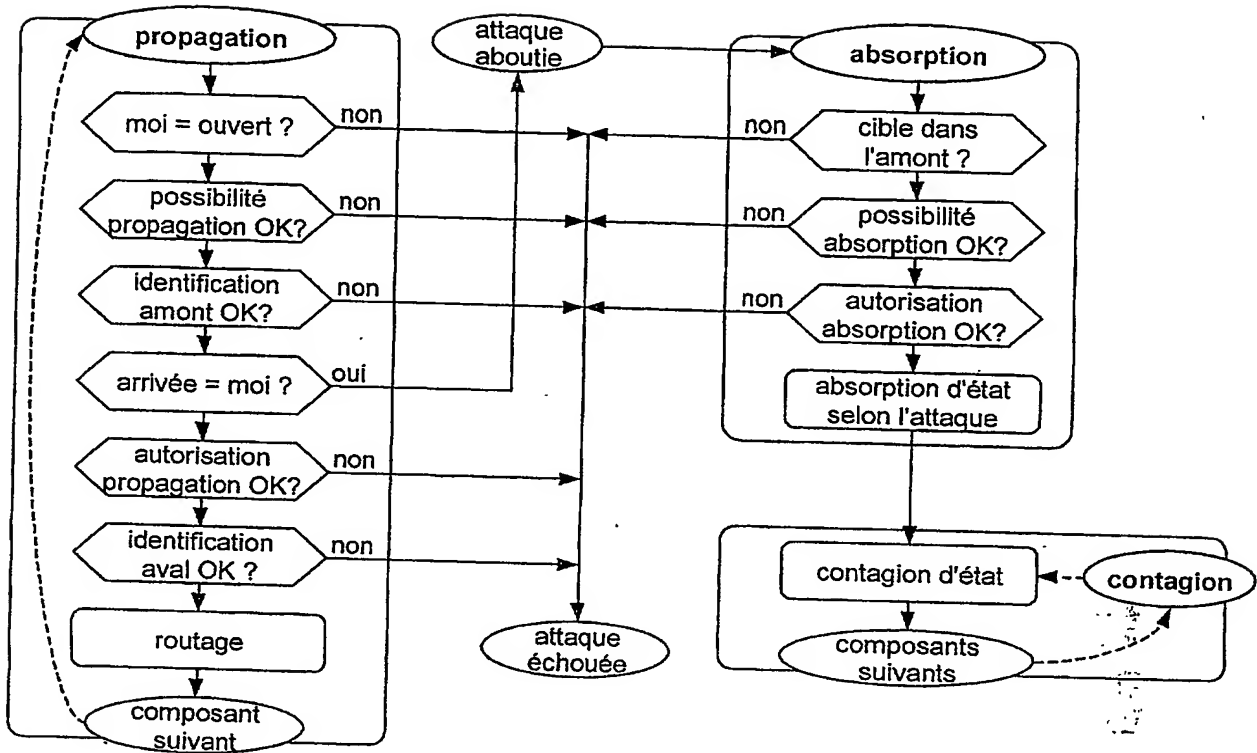 propagation
moi = ouvert ?
non
possibilité
propagation OK?
non
identification
amont OK?
non
arrivée = moi ?
oui
autorisation
propagation OK?
non
identification
aval OK ?
non
routage
composant
suivant
attaque
aboutie
attaque
échouée
absorption
non
cible dans
l'amont ?
non
possibilité
absorption OK?
non
autorisation
absorption OK?
absorption d'état
selon l'attaque
contagion d'état
contagion
composants
suivants